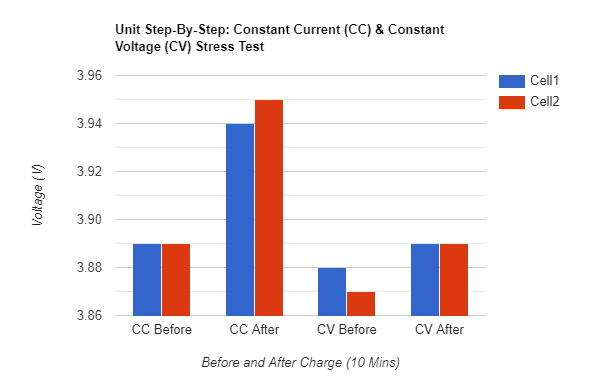 Unit Step-By-Step: Constant Current (CC) & Constant
Voltage (CV) Stress Test
Cell1
Cell2
Voltage (V)
3.96
3.94
3.92
3.90
3.88
3.86
CC Before
CC After
CV Before
CV After
Before and After Charge (10 Mins)